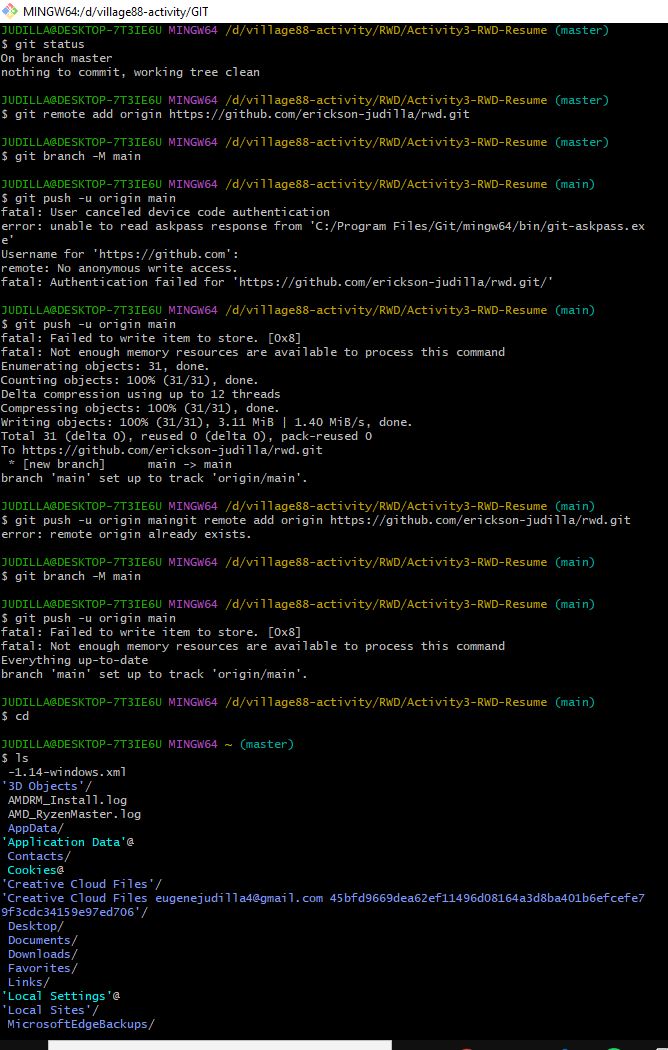 MINGW64:/d/village88-activity/GIT
JUDILLA@DESKTOP-7T3IE6U MINGW64 /d/village88-activity/RWD/Activity3-RWD-Resume (master)
$ git status
On branch master
nothing to commit, working tree clean
JUDILLA@DESKTOP-7T3IE6U MINGW64 /d/village88-activity/RWD/Activity3-RWD-Resume (master)
$ git remote add origin https://github.com/erickson-judilla/rwd.git
JUDILLA@DESKTOP-7T3IE6U MINGW64 /d/village88-activity/RWD/Activity3-RWD-Resume (master)
$ git branch -M main
JUDILLA@DESKTOP-7T3IE6U MINGW64 /d/village88-activity/RWD/Activity3-RWD-Resume (main)
$ git push -u origin main
fatal: User canceled device code authentication
error: unable to read askpass response from 'C:/Program Files/Git/mingw64/bin/git-askpass.ex
e'
Username for 'https://github.com':
remote: No anonymous write access.
fatal: Authentication failed for 'https://github.com/erickson-judilla/rwd.git/'
JUDILLA@DESKTOP-7T3IE6U MINGW64 /d/village88-activity/RWD/Activity3-RWD-Resume (main)
$ git push -u origin main
fatal: Failed to write item to store. [0x8]
fatal: Not enough memory resources are available to process this command
Enumerating objects: 31, done.
Counting objects: 100% (31/31), done.
Delta compression using up to 12 threads
Compressing objects: 100% (31/31), done.
Writing objects: 100% (31/31), 3.11 MiB | 1.40 MiB/s, done.
Total 31 (delta 0), reused 0 (delta 0), pack-reused 0
To https://github.com/erickson-judilla/rwd.git
* [new branch] main -> main
branch 'main' set up to track 'origin/main'.
JUDILLA@DESKTOP-7T3IE6U MINGW64 /d/village88-activity/RWD/Activity3-RWD-Resume (main)
$ git push -u origin maingit remote add origin https://github.com/erickson-judilla/rwd.git
error: remote origin already exists.
JUDILLA@DESKTOP-7T3IE6U MINGW64 /d/village88-activity/RWD/Activity3-RWD-Resume (main)
$ git branch -M main
JUDILLA@DESKTOP-7T3IE6U MINGW64 /d/village88-activity/RWD/Activity3-RWD-Resume (main)
$ git push -u origin main
fatal: Failed to write item to store. [0x8]
fatal: Not enough memory resources are available to process this command
Everything up-to-date
branch 'main' set up to track 'origin/main'.
JUDILLA@DESKTOP-7T3IE6U MINGW64 /d/village88-activity/RWD/Activity3-RWD-Resume (main)
$ cd
JUDILLA@DESKTOP-7T3IE6U MINGW64 ~ (master)
$ ls
-1.14-windows.xml
'3D Objects'/
AMDRM_Install.log
AMD_RyzenMaster.log
AppData/
'Application Data'@
Contacts/
Cookies@
'Creative Cloud Files'/
'Creative Cloud Files eugenejudilla4@gmail.com 45bfd9669dea62ef11496d08164a3d8ba401b6efcefe7
9f3cdc34159e97ed706'/
Desktop/
Documents/
Downloads/
Favorites/
Links/
'Local Settings'@
'Local Sites'/
MicrosoftEdgeBackups/